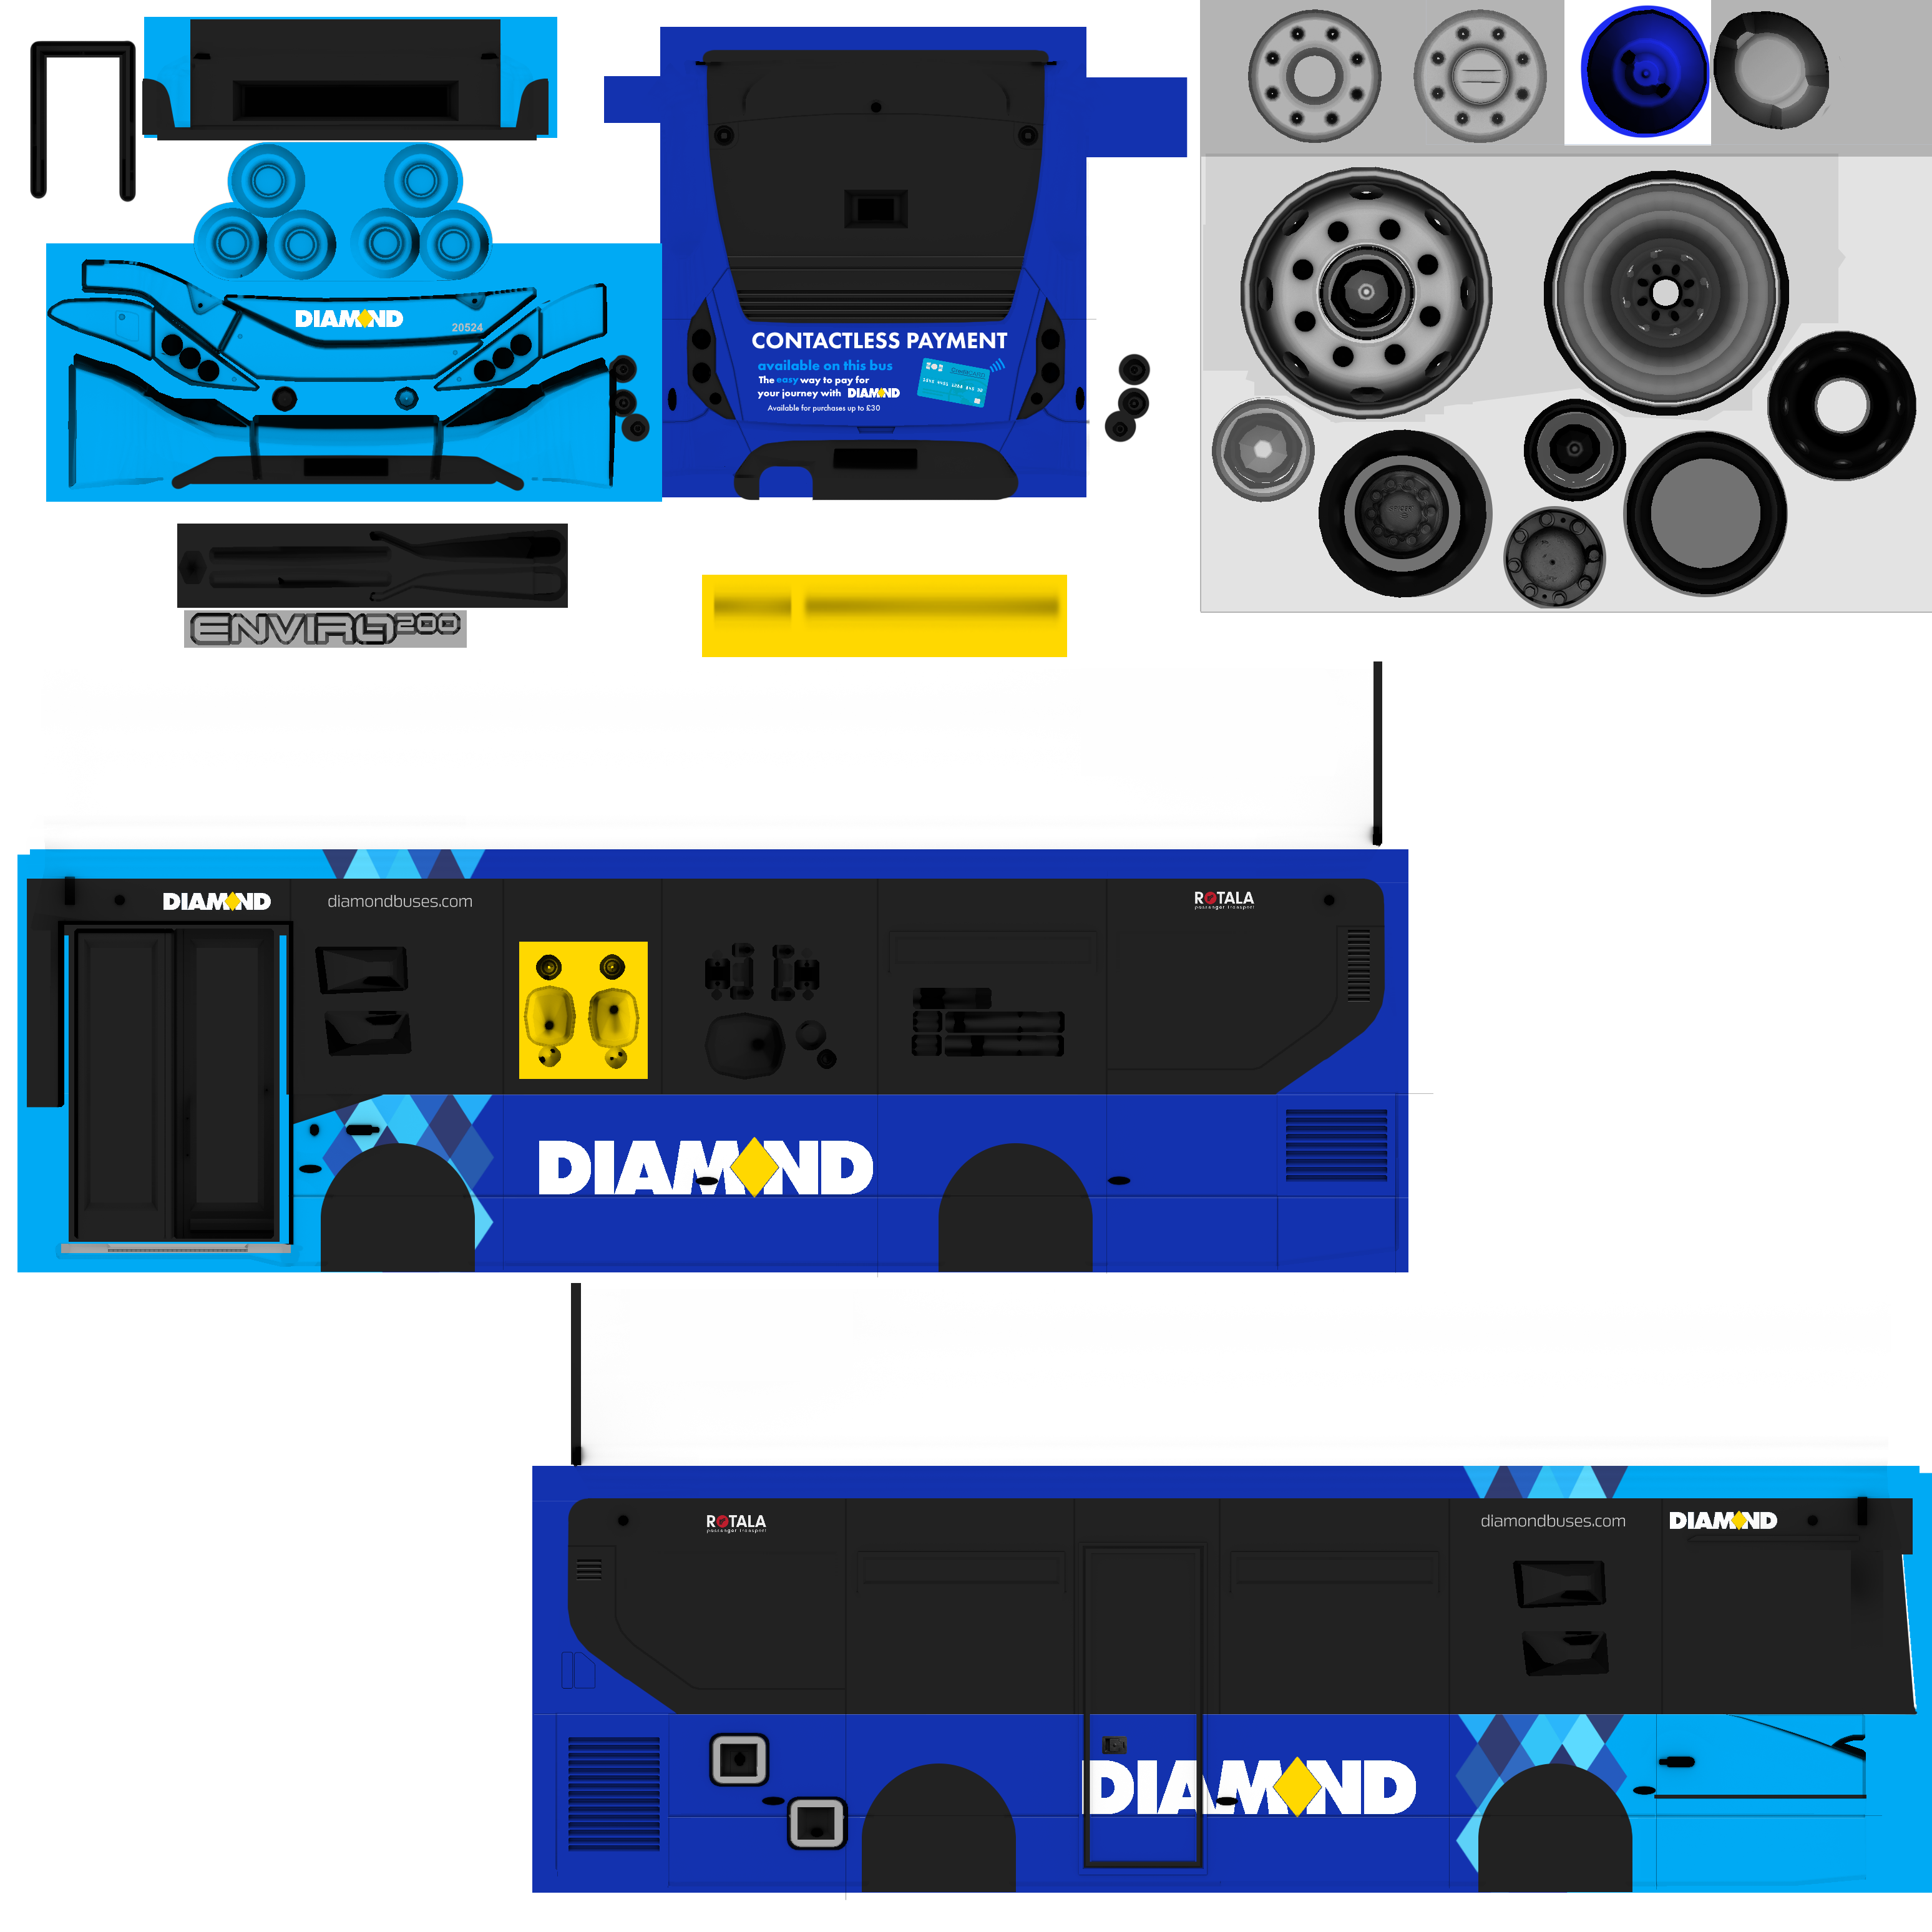 DIAMOND
20524
CONTACTLESS PAYMENT
available on this bus
The easy way to pay for
your journey with DIAMOND
Available for purchases up to £30
ENVIRO200
DIAMOND
diamondbuses.com
ROTALA
passenger transport
DIAMOND
ROTALA
passenger transport
diamondbuses.com
DIAMOND
DIAMOND